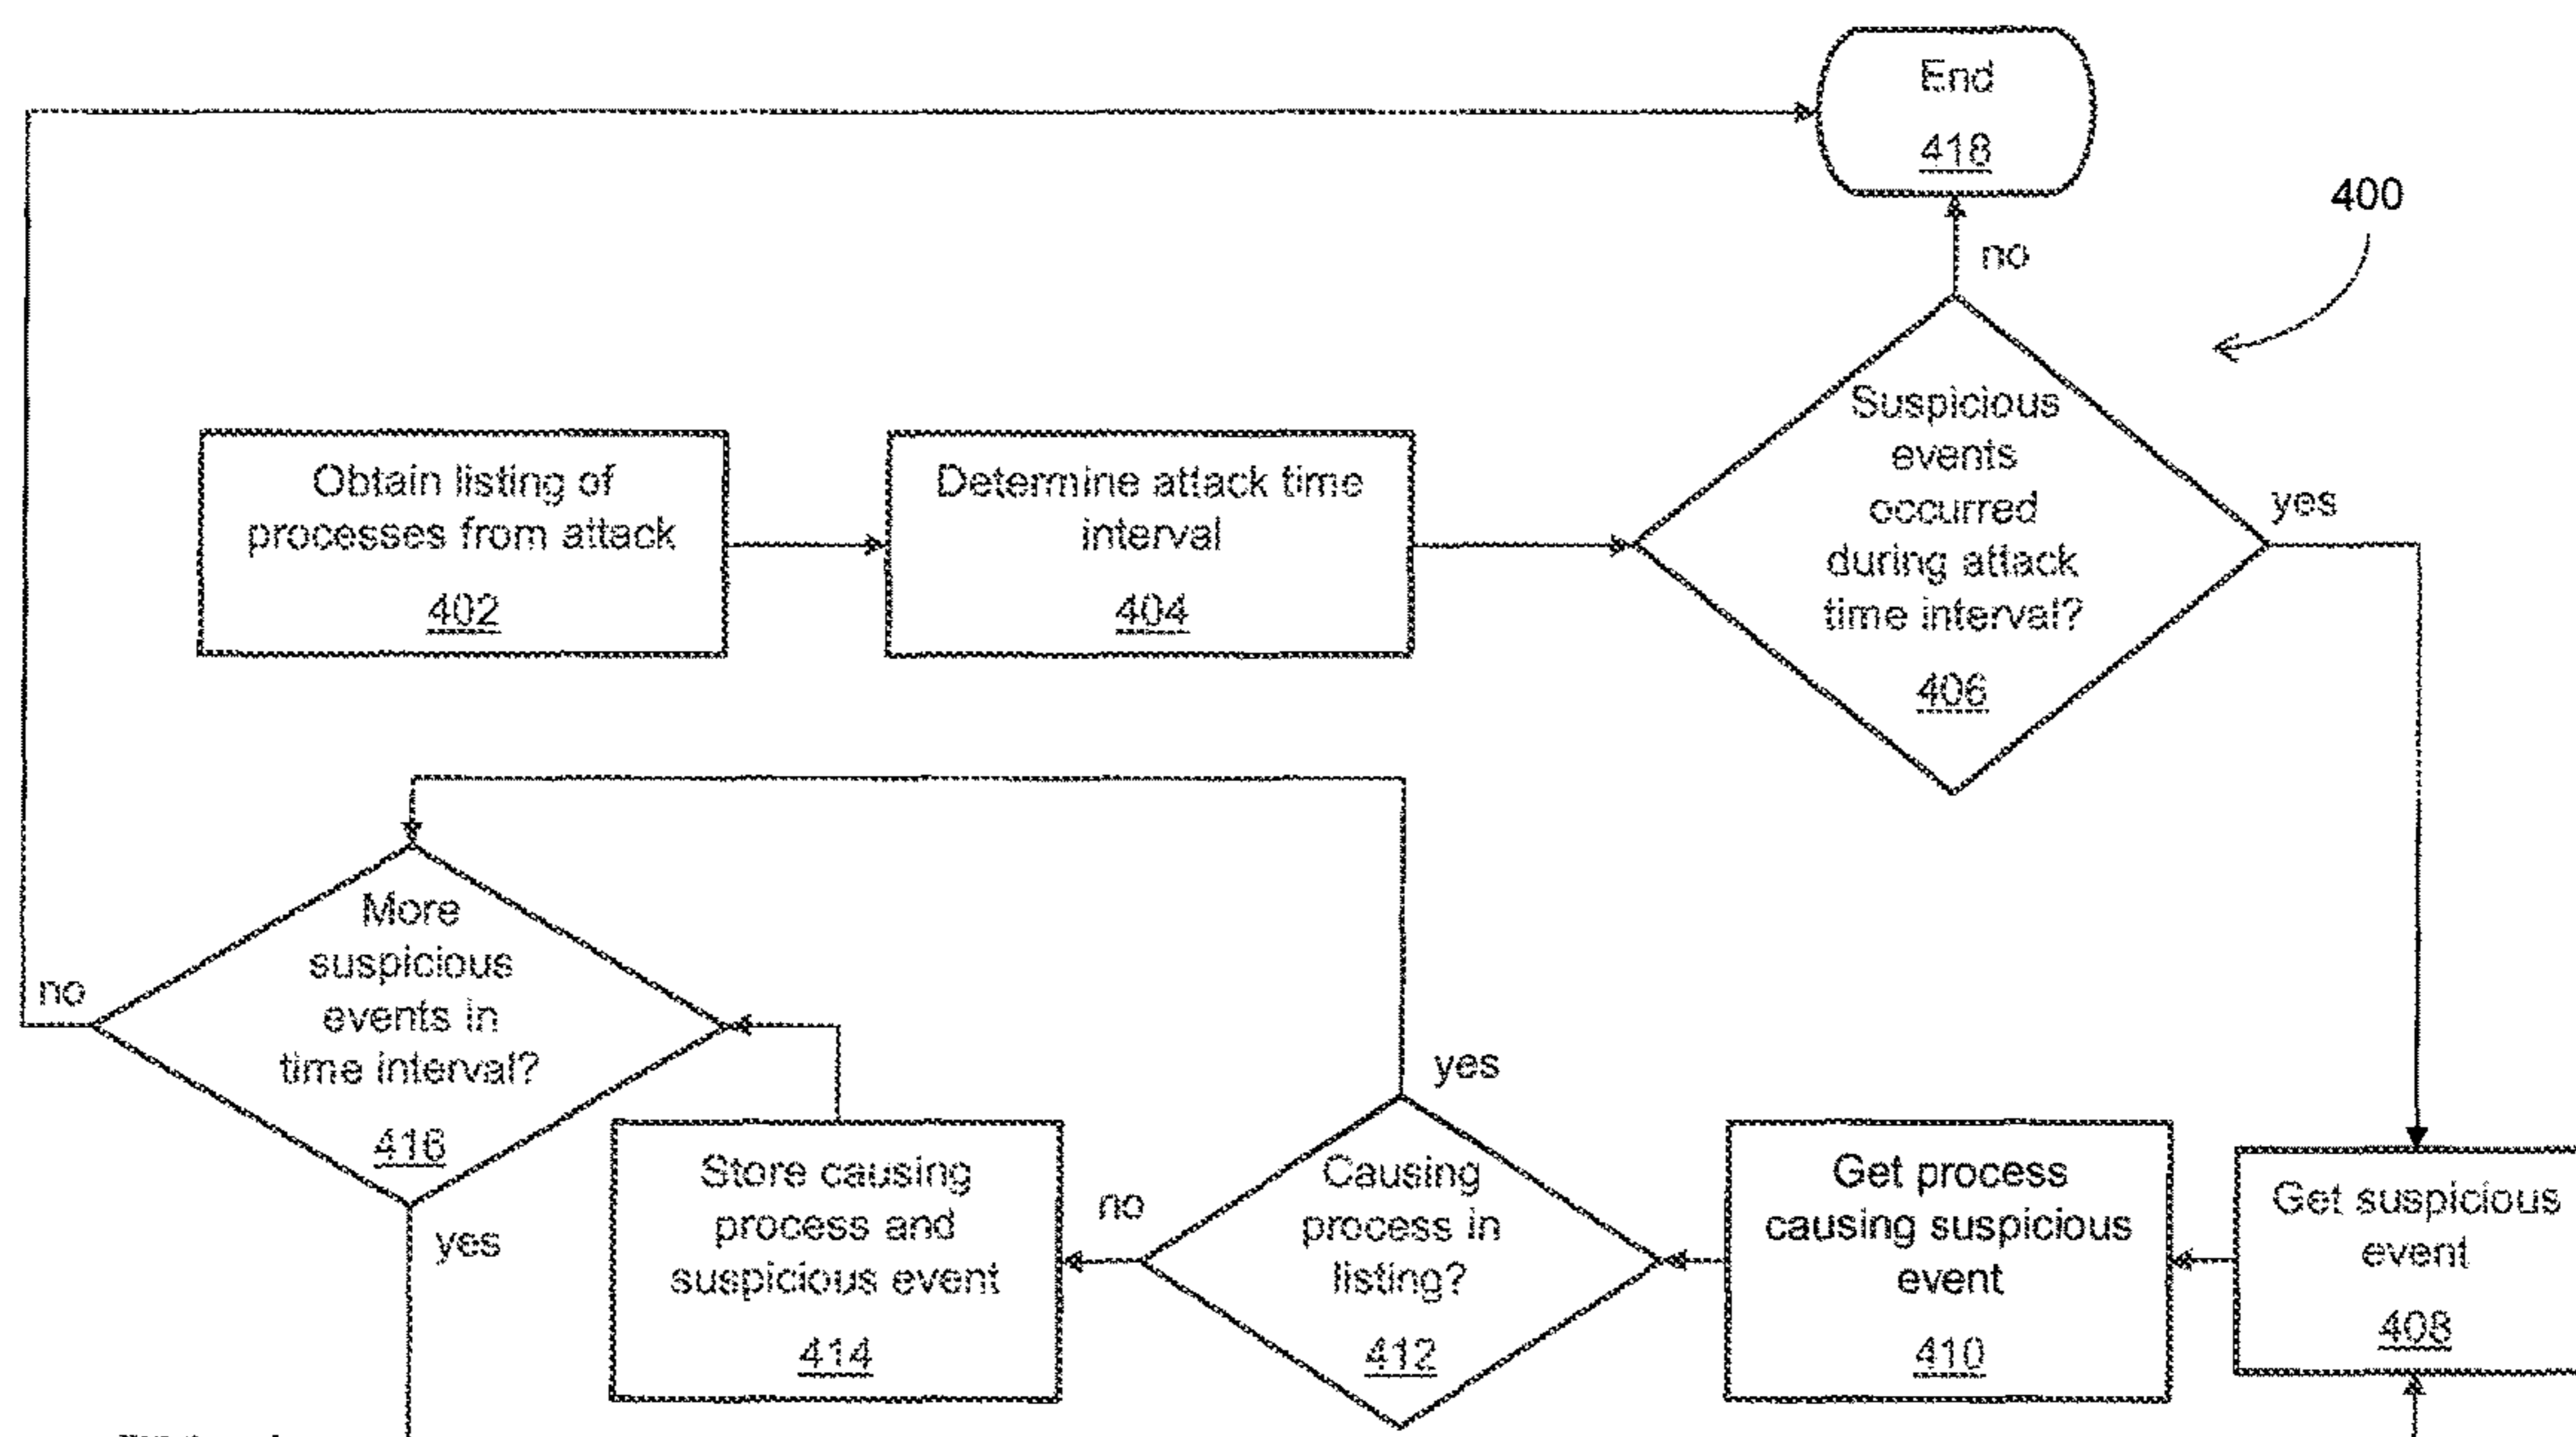 End
418
400
no
Obtain listing of
processes from attack
402
Determine attack time
interval
404
Suspicious
events
occurred
during attack
time interval?
406
yes
More
suspicious
events in
time interval?
416
no
yes
Store causing
process and
suspicious event
414
no
Causing
process in
listing?
412
yes
Get process
causing suspicious
event
410
Get suspicious
event
408